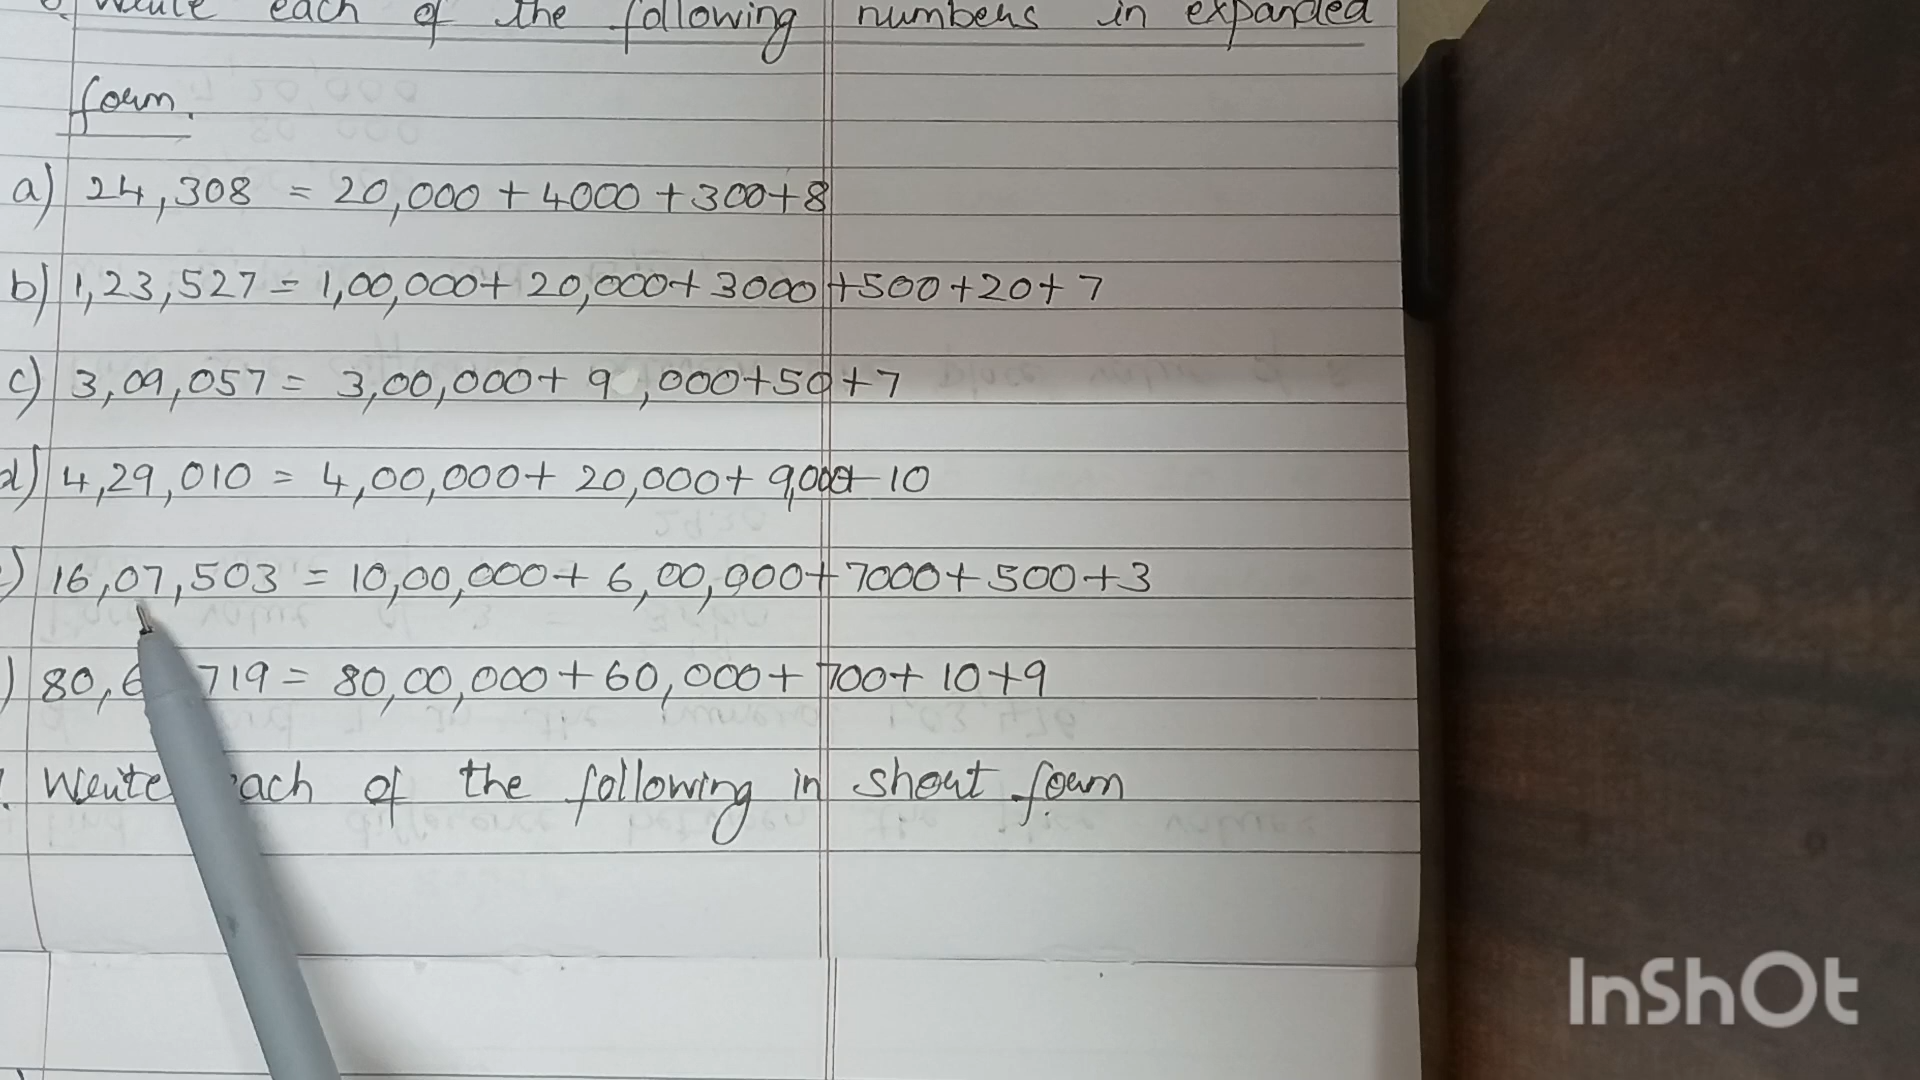 Write each of the following numbers in expanded
form.
a) 24,308 = 20,000 + 4000 + 300 + 8
b) 1,23,527 = 1,00,000 + 20,000 + 3000 + 500 + 20 + 7
c) 3,09,057 = 3,00,000 + 9,000 + 50 + 7
d) 4,29,010 = 4,00,000 + 20,000 + 9,000 + 10
) 16,07,503 = 10,00,000 + 6,00,000 + 7000 + 500 + 3
) 80,6 719 = 80,00,000 + 60,000 + 700 + 10 + 9
. Write each of the following in short form
InShOt